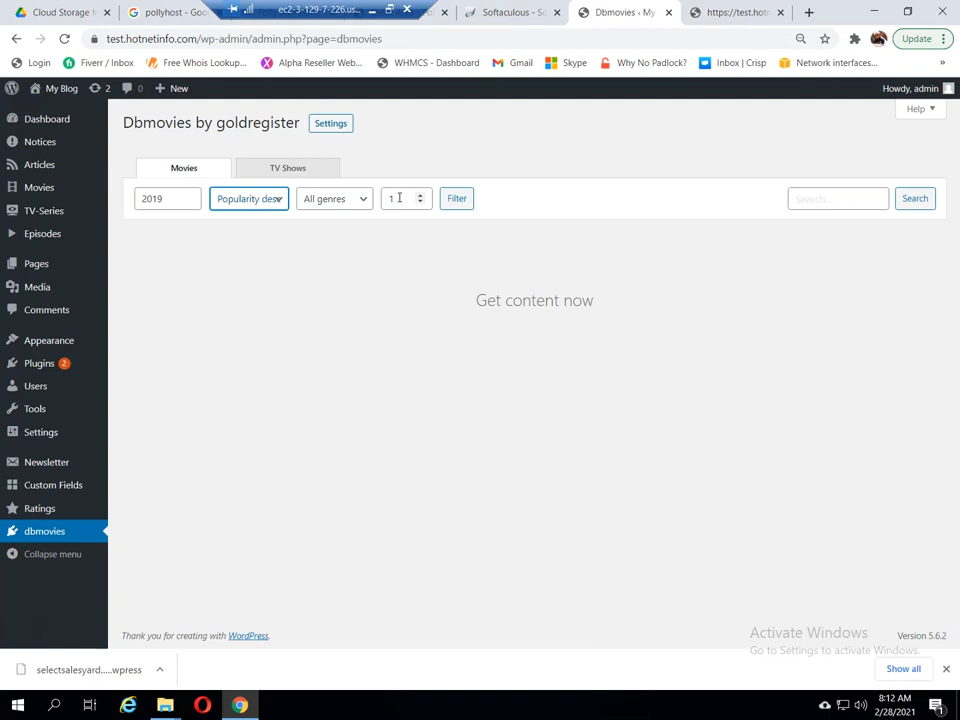 Cloud Storage
pollyhost - Goo
ec2-3-129-7-226.us...
Softaculous - So
Dbmovies ‹ My
https://test.hotn
test.hotnetinfo.com/wp-admin/admin.php?page=dbmovies
Update
Login
Fiverr / Inbox
Free Whois Lookup...
Alpha Reseller Web...
WHMCS - Dashboard
Gmail
Skype
Why No Padlock?
Inbox | Crisp
Network interfaces...
»
My Blog
2
0
New
Howdy, admin
Dashboard
Notices
Articles
Movies
TV-Series
Episodes
Pages
Media
Comments
Appearance
Plugins 2
Users
Tools
Settings
Newsletter
Custom Fields
Ratings
dbmovies
Collapse menu
Help
Dbmovies by goldregister
Settings
Movies
TV Shows
2019
Popularity desc
All genres
1
Filter
Search...
Search
Get content now
Thank you for creating with WordPress.
Version 5.6.2
Activate Windows
Go to Settings to activate Windows.
selectsalesyard.....wpress
Show all
8:12 AM
2/28/2021
1